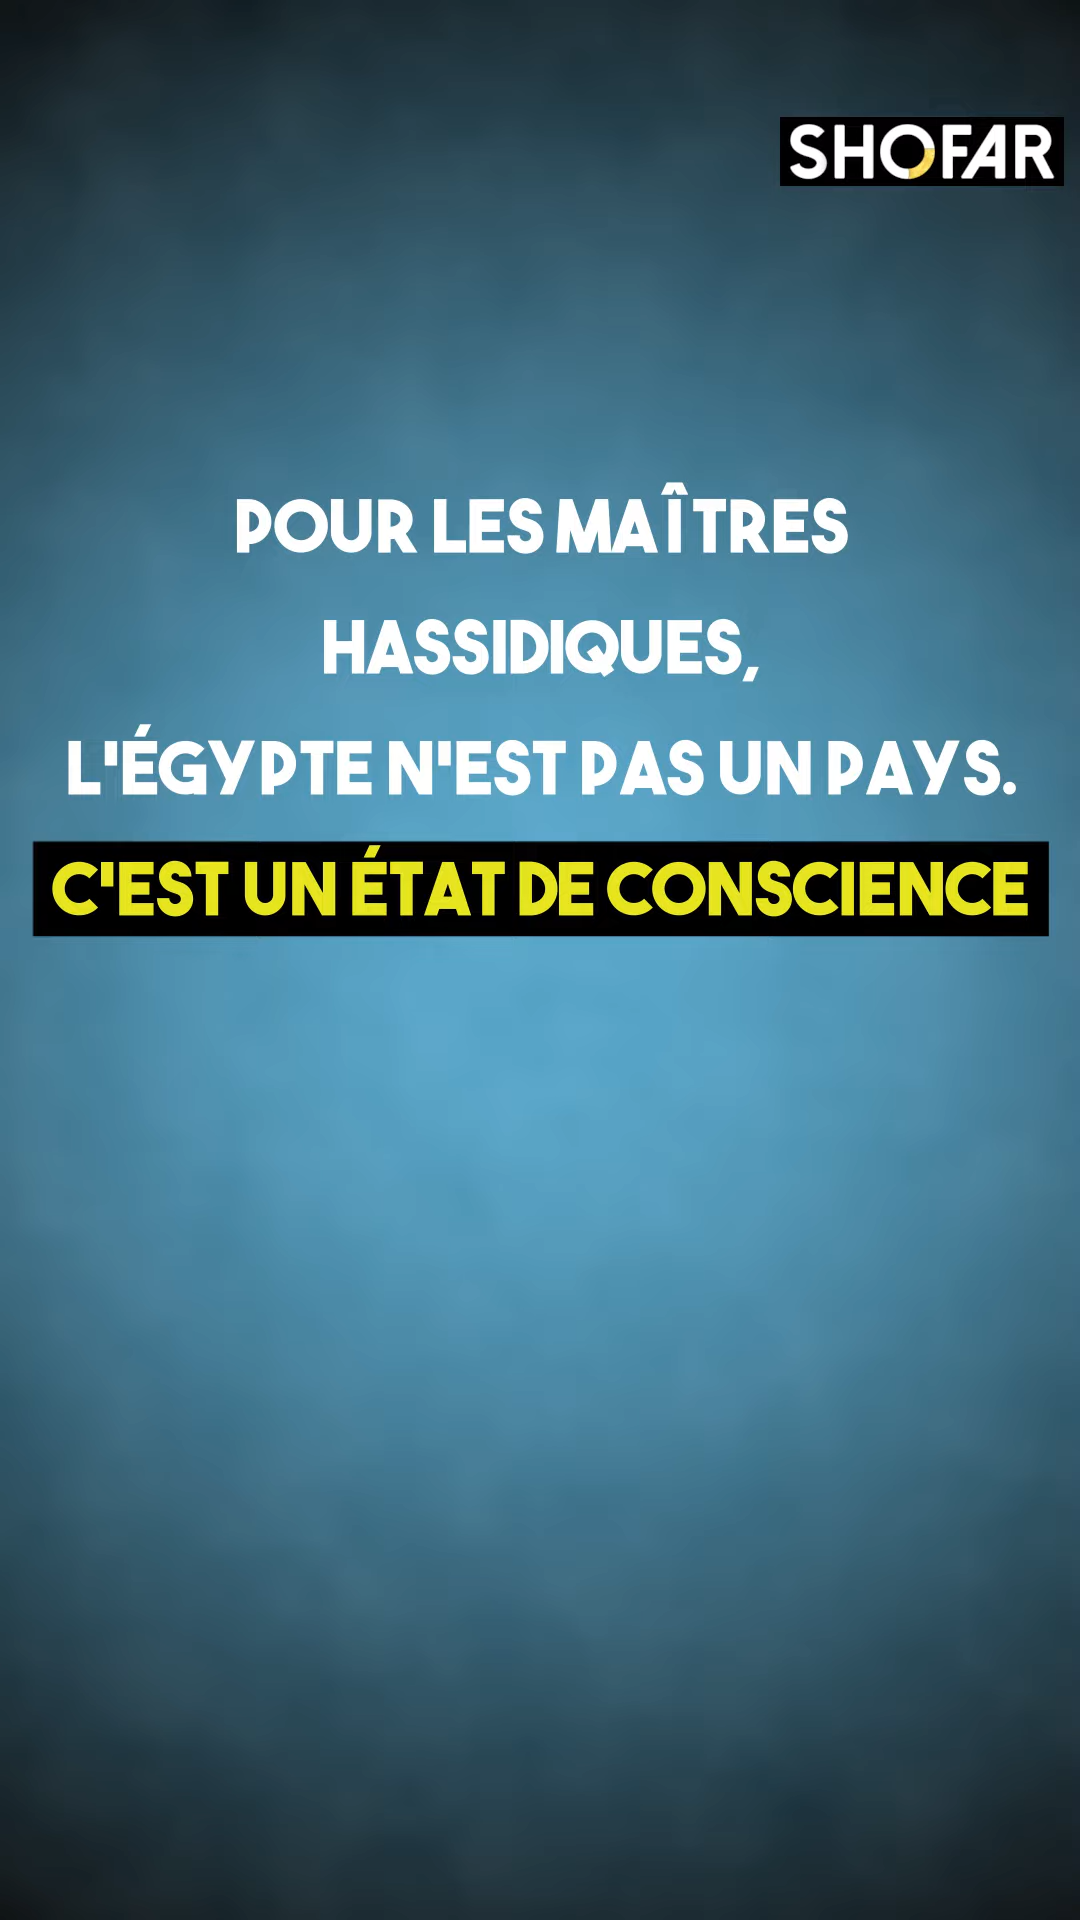 SHOFAR
POUR LES MAÎTRES
HASSIDIQUES,
L'ÉGYPTE N'EST PAS UN PAYS.
C'EST UN ÉTAT DE CONSCIENCE